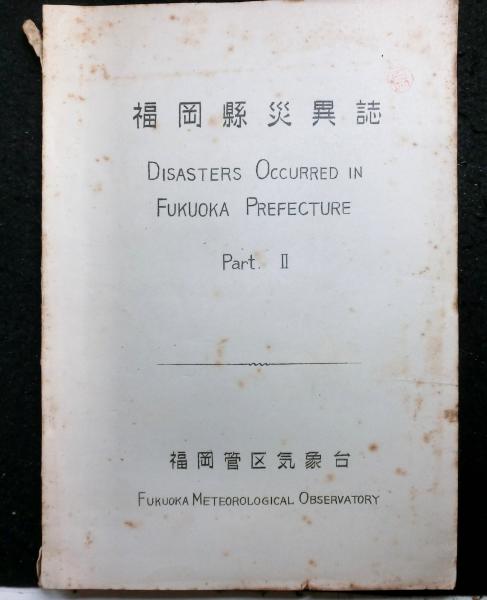 福岡縣災異誌
DISASTERS OCCURRED IN
FUKUOKA PREFECTURE
Part. II
福岡管区気象台
FUKUOKA METEOROLOGICAL OBSERVATORY